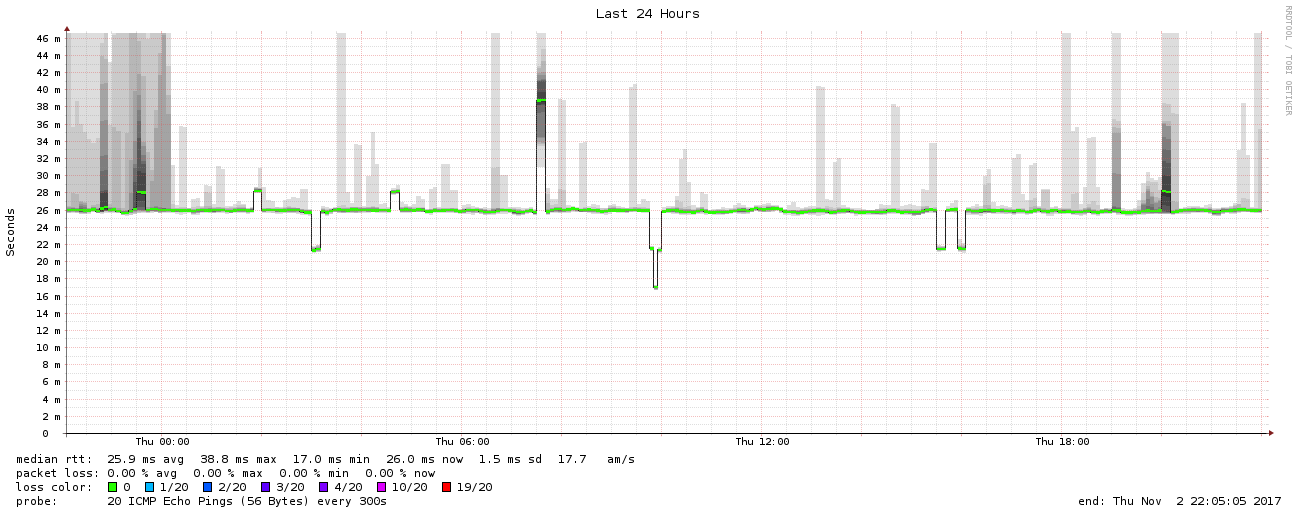 Last 24 Hours
RRDTOOL / TOBI OETIKER
Seconds
46 m
44 m
42 m
40 m
38 m
36 m
34 m
32 m
30 m
28 m
26 m
24 m
22 m
20 m
18 m
16 m
14 m
12 m
10 m
8 m
6 m
4 m
2 m
0
Thu 00:00 Thu 06:00 Thu 12:00 Thu 18:00
median rtt: 25.9 ms avg 38.8 ms max 17.0 ms min 26.0 ms now 1.5 ms sd 17.7 am/s
packet loss: 0.00 % avg 0.00 % max 0.00 % min 0.00 % now
loss color: 0 1/20 2/20 3/20 4/20 10/20 19/20
probe: 20 ICMP Echo Pings (56 Bytes) every 300s end: Thu Nov 2 22:05:05 2017